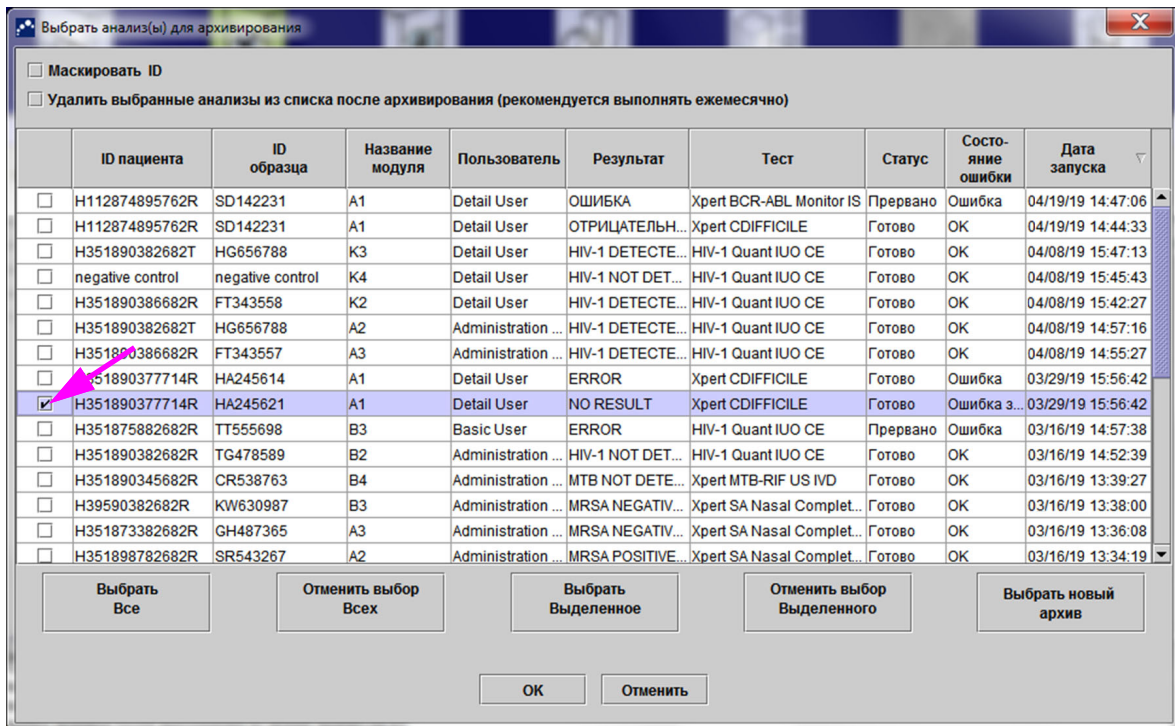 Выбрать анализ(ы) для архивирования
Маскировать ID
Удалить выбранные анализы из списка после архивирования (рекомендуется выполнять ежемесячно)
ID пациента ID образца Название модуля Пользователь Результат Тест Статус Состо- яние ошибки Дата запуска
H112874895762R SD142231 A1 Detail User ОШИБКА Xpert BCR-ABL Monitor IS Прервано Ошибка 04/19/19 14:47:06
H112874895762R SD142231 A1 Detail User ОТРИЦАТЕЛЬН... Xpert CDIFFICILE Готово OK 04/19/19 14:44:33
H351890382682T HG656788 K3 Detail User HIV-1 DETECTE... HIV-1 Quant IUO CE Готово OK 04/08/19 15:47:13
negative control negative control K4 Detail User HIV-1 NOT DET... HIV-1 Quant IUO CE Готово OK 04/08/19 15:45:43
H351890386682R FT343558 K2 Detail User HIV-1 DETECTE... HIV-1 Quant IUO CE Готово OK 04/08/19 15:42:27
H351890382682T HG656788 A2 Administration ... HIV-1 DETECTE... HIV-1 Quant IUO CE Готово OK 04/08/19 14:57:16
H351890386682R FT343557 A3 Administration ... HIV-1 DETECTE... HIV-1 Quant IUO CE Готово OK 04/08/19 14:55:27
H351890377714R HA245614 A1 Detail User ERROR Xpert CDIFFICILE Готово Ошибка 03/29/19 15:56:42
H351890377714R HA245621 A1 Detail User NO RESULT Xpert CDIFFICILE Готово Ошибка з... 03/29/19 15:56:42
H351875882682R TT555698 B3 Basic User ERROR HIV-1 Quant IUO CE Прервано Ошибка 03/16/19 14:57:38
H351890382682R TG478589 B2 Administration ... HIV-1 NOT DET... HIV-1 Quant IUO CE Готово OK 03/16/19 14:52:39
H351890345682R CR538763 B4 Administration ... MTB NOT DETE... Xpert MTB-RIF US IVD Готово OK 03/16/19 13:39:27
H39590382682R KW630987 B3 Administration ... MRSA NEGATIV... Xpert SA Nasal Complet... Готово OK 03/16/19 13:38:00
H351873382682R GH487365 A3 Administration ... MRSA NEGATIV... Xpert SA Nasal Complet... Готово OK 03/16/19 13:36:08
H351898782682R SR543267 A2 Administration ... MRSA POSITIVE... Xpert SA Nasal Complet... Готово OK 03/16/19 13:34:19
Выбрать Все Отменить выбор Всех Выбрать Выделенное Отменить выбор Выделенного Выбрать новый архив
OK Отменить